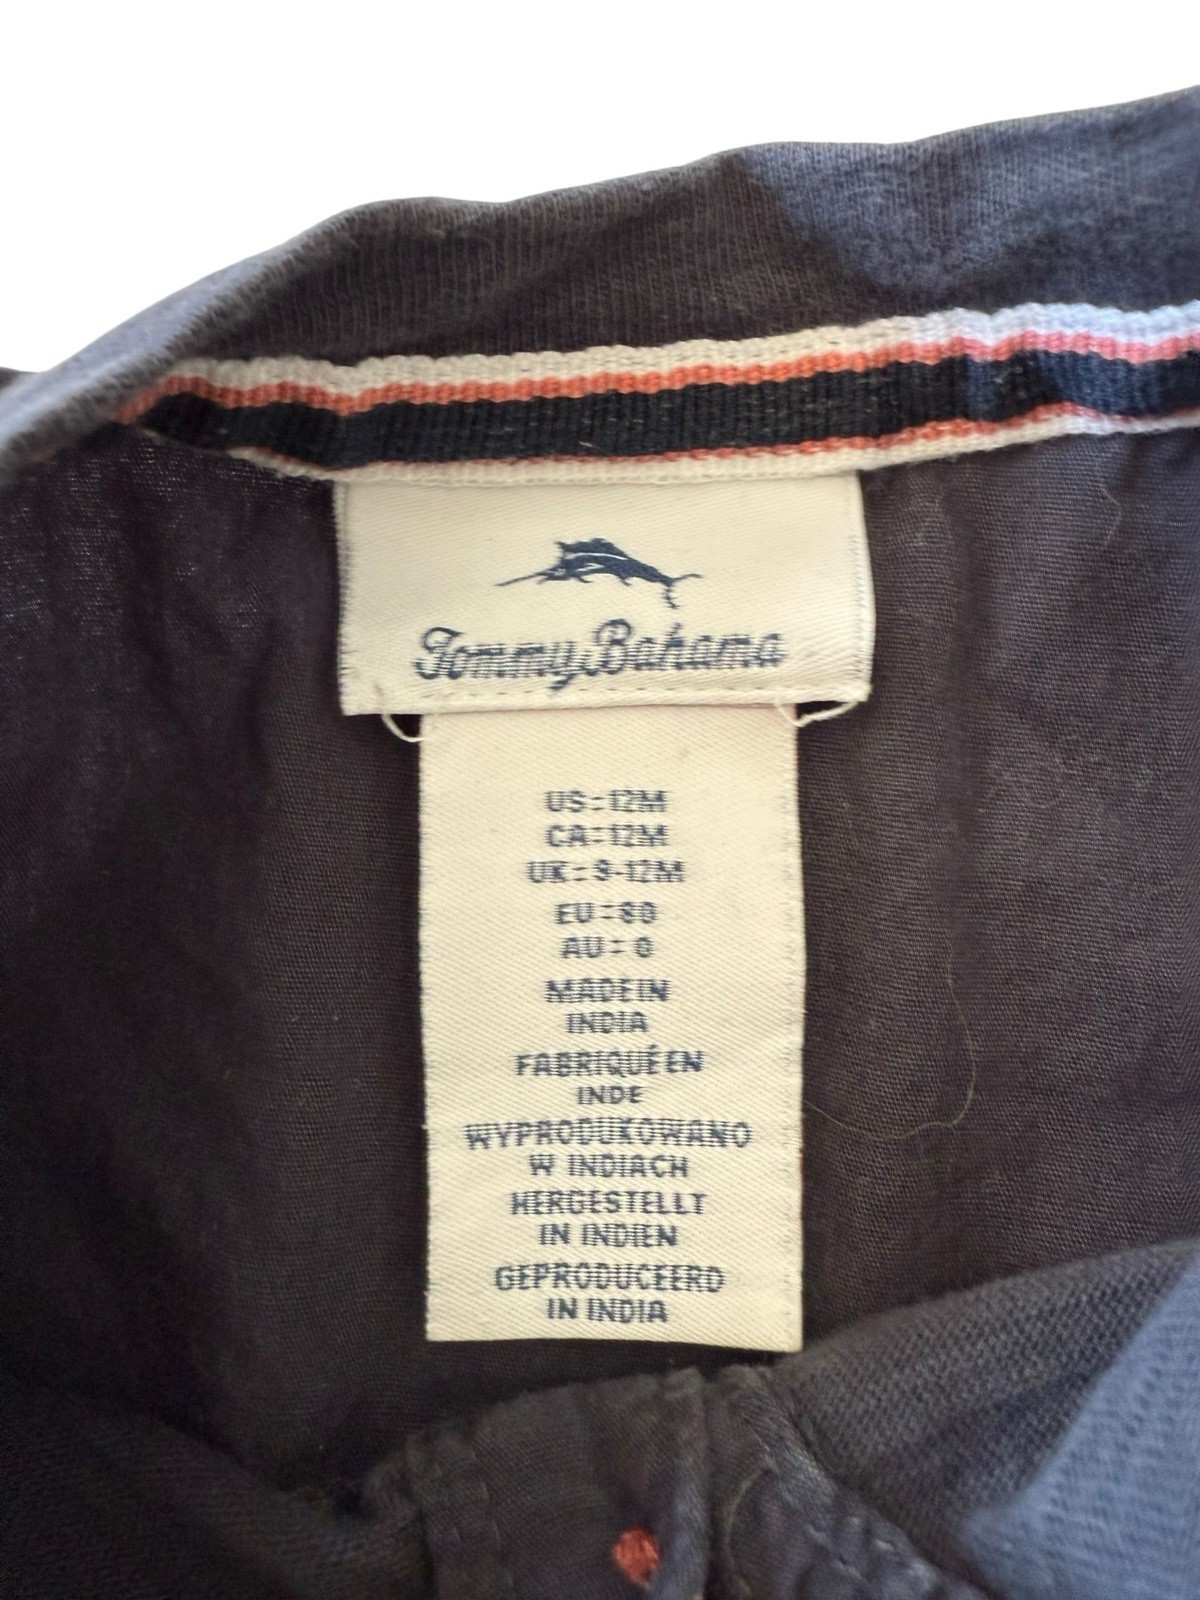 Tommy Bahama
US=12M
CA=12M
UK=9-12M
EU=80
AU=0
MADE IN
INDIA
FABRIQUÉ EN
INDE
WYPRODUKOWANO
W INDIACH
HERGESTELLT
IN INDIEN
GEPRODUCEERD
IN INDIA